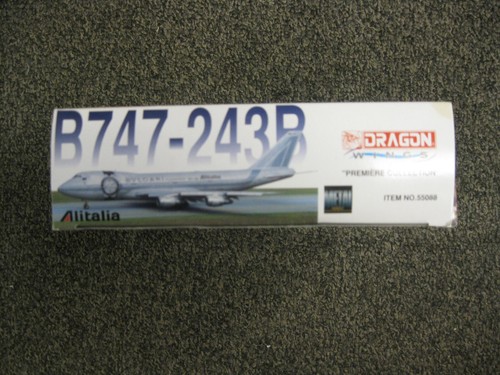 B747-243B
DRAGON
WINGS
"PREMIERE COLLECTION"
ITEM NO.55088
Alitalia